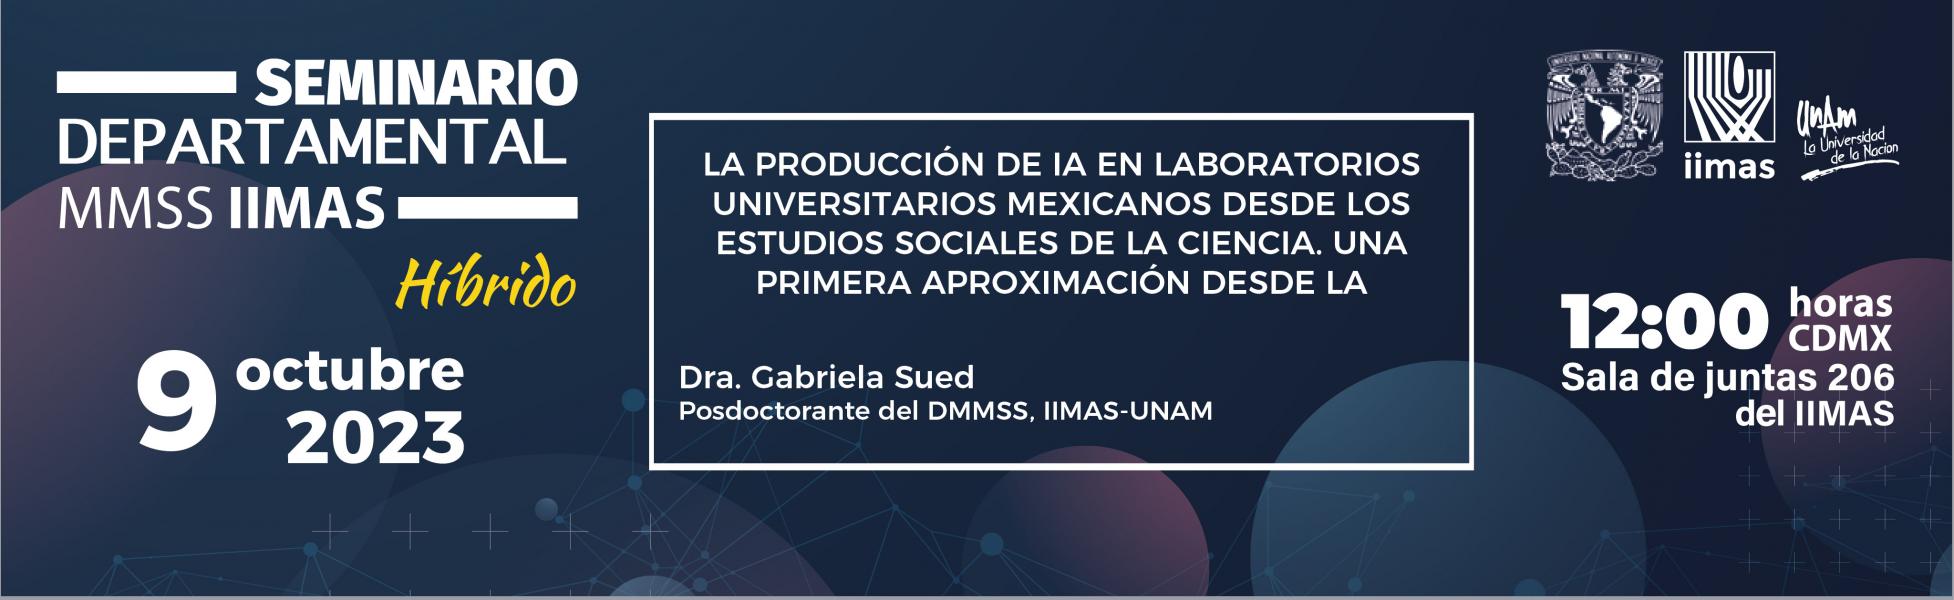 SEMINARIO
DEPARTAMENTAL
MMSS IIMAS
Híbrido
9 octubre
2023
LA PRODUCCIÓN DE IA EN LABORATORIOS
UNIVERSITARIOS MEXICANOS DESDE LOS
ESTUDIOS SOCIALES DE LA CIENCIA. UNA
PRIMERA APROXIMACIÓN DESDE LA
Dra. Gabriela Sued
Posdoctorante del DMMSS, IIMAS-UNAM
POR MI
iimas
UnAm
La Universidad
de la Nación
12:00 horas
CDMX
Sala de juntas 206
del IIMAS